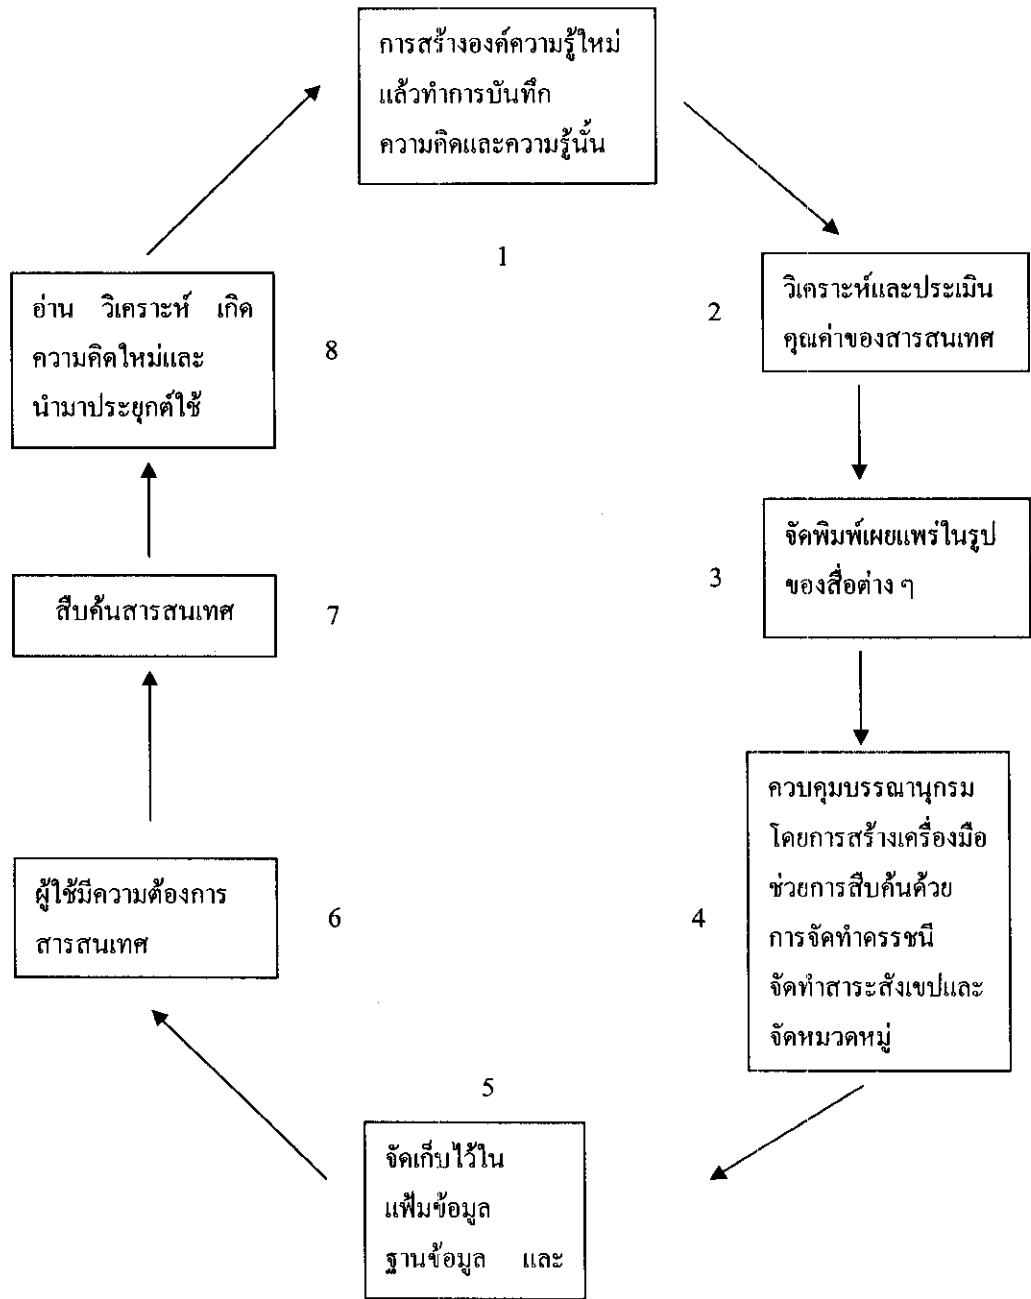 การสร้างองค์ความรู้ใหม่
แล้วทำการบันทึก
ความคิดและความรู้นั้น
1
2
วิเคราะห์และประเมิน
คุณค่าของสารสนเทศ
3
จัดพิมพ์เผยแพร่ในรูป
ของสื่อต่าง ๆ
4
ควบคุมบรรณานุกรม
โดยการสร้างเครื่องมือ
ช่วยการสืบค้นด้วย
การจัดทำดรรชนี
จัดทำสาระสังเขปและ
จัดหมวดหมู่
5
จัดเก็บไว้ใน
แฟ้มข้อมูล
ฐานข้อมูล และ
ผู้ใช้มีความต้องการ
สารสนเทศ
6
สืบค้นสารสนเทศ
7
อ่าน วิเคราะห์ เกิด
ความคิดใหม่และ
นำมาประยุกต์ใช้
8